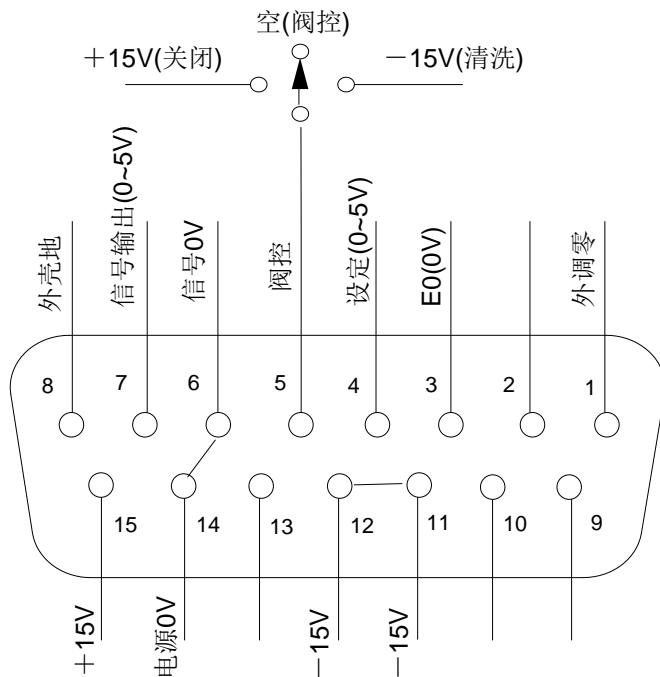 空(阀控)
＋15V(关闭)
－15V(清洗)
外壳地
信号输出(0~5V)
信号0V
阀控
设定(0~5V)
E0(0V)
外调零
8
7
6
5
4
3
2
1
15
14
13
12
11
10
9
＋15V
电源0V
－15V
－15V